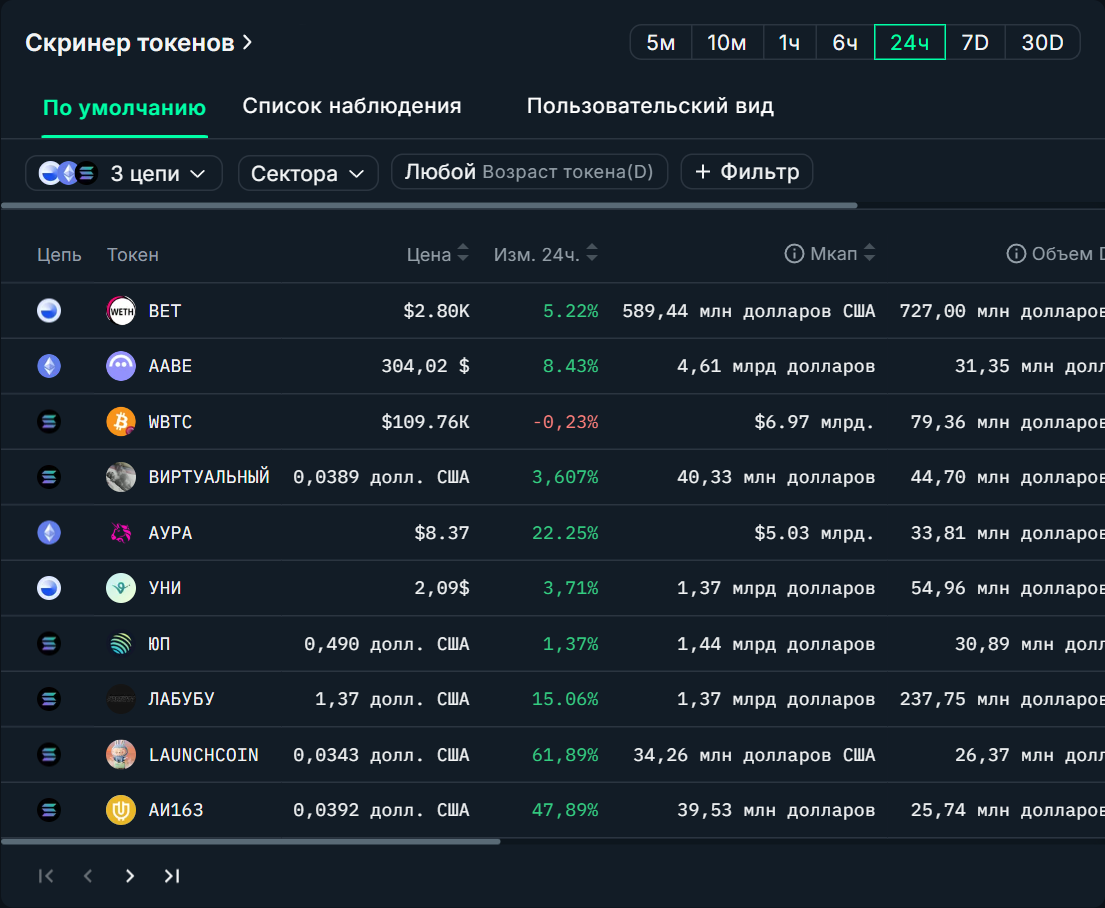 Скринер токенов
5м 10м 1ч 6ч 24ч 7D 30D
По умолчанию Список наблюдения Пользовательский вид
3 цепи Сектора Любой Возраст токена(D) + Фильтр
Цепь Токен Цена Изм. 24ч. Мкап Объем D
WETH ВЕТ $2.80K 5.22% 589,44 млн долларов США 727,00 млн долларов
ААВЕ 304,02 $ 8.43% 4,61 млрд долларов 31,35 млн долл
WBTC $109.76K -0,23% $6.97 млрд. 79,36 млн долларов
ВИРТУАЛЬНЫЙ 0,0389 долл. США 3,607% 40,33 млн долларов 44,70 млн долларов
АУРА $8.37 22.25% $5.03 млрд. 33,81 млн долларов
УНИ 2,09$ 3,71% 1,37 млрд долларов 54,96 млн долларов
ЮП 0,490 долл. США 1,37% 1,44 млрд долларов 30,89 млн долл
ЛАБУБУ 1,37 долл. США 15.06% 1,37 млрд долларов 237,75 млн долларов
LAUNCHCOIN 0,0343 долл. США 61,89% 34,26 млн долларов США 26,37 млн долл
АИ163 0,0392 долл. США 47,89% 39,53 млн долларов 25,74 млн долларов